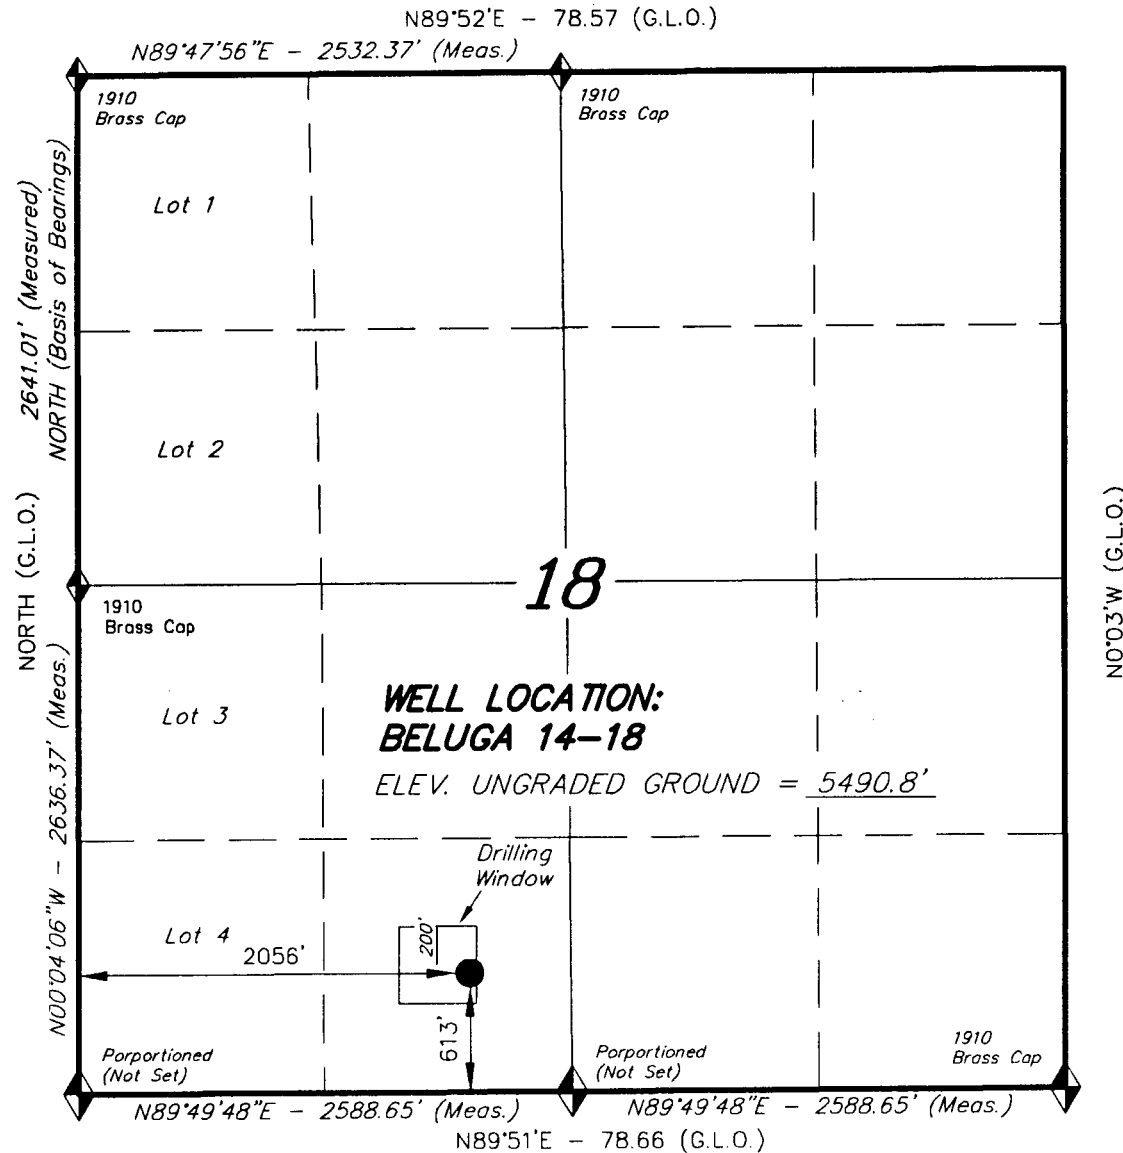 N89°52'E - 78.57 (G.L.O.)
N89°47'56"E - 2532.37' (Meas.)
1910
Brass Cap
1910
Brass Cap
Lot 1
2641.01' (Measured)
NORTH (Basis of Bearings)
Lot 2
NORTH (G.L.O.)
N0°03'W (G.L.O.)
18
1910
Brass Cap
Lot 3
WELL LOCATION:
BELUGA 14-18
ELEV. UNGRADED GROUND = 5490.8'
N00°04'06"W - 2636.37' (Meas.)
Drilling
Window
Lot 4
200'
2056'
613'
Porportioned
(Not Set)
Porportioned
(Not Set)
1910
Brass Cap
N89°49'48"E - 2588.65' (Meas.)
N89°49'48"E - 2588.65' (Meas.)
N89°51'E - 78.66 (G.L.O.)